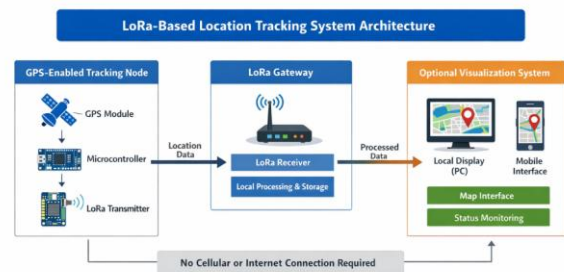 LoRa-Based Location Tracking System Architecture
GPS-Enabled Tracking Node
GPS Module
Microcontroller
LoRa Transmitter
Location
Data
LoRa Gateway
LoRa Receiver
Local Processing & Storage
Processed
Data
Optional Visualization System
Local Display
(PC)
Mobile
Interface
Map Interface
Status Monitoring
No Cellular or Internet Connection Required